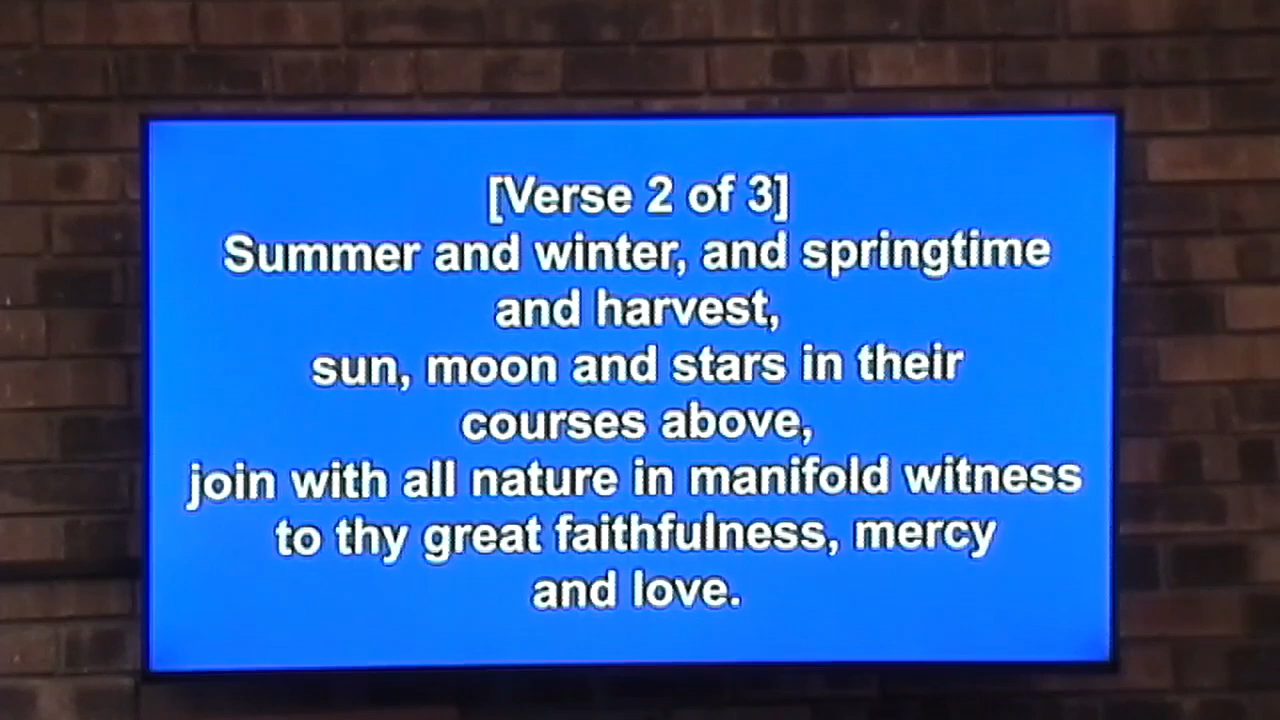 [Verse 2 of 3]
Summer and winter, and springtime
and harvest,
sun, moon and stars in their
courses above,
join with all nature in manifold witness
to thy great faithfulness, mercy
and love.